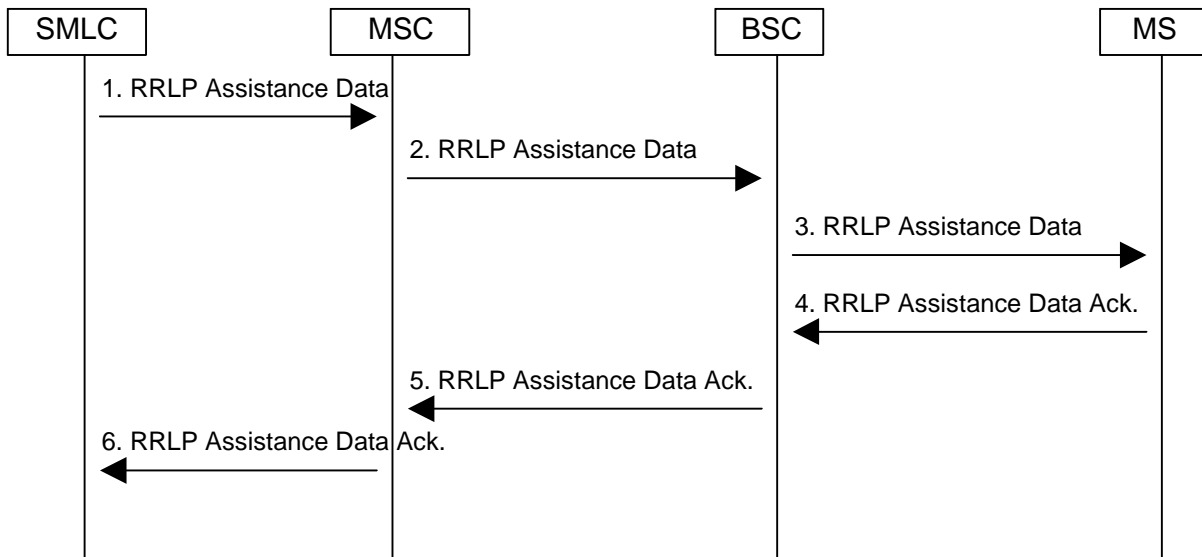 SMLC
MSC
BSC
MS
1. RRLP Assistance Data
2. RRLP Assistance Data
3. RRLP Assistance Data
4. RRLP Assistance Data Ack.
5. RRLP Assistance Data Ack.
6. RRLP Assistance Data Ack.